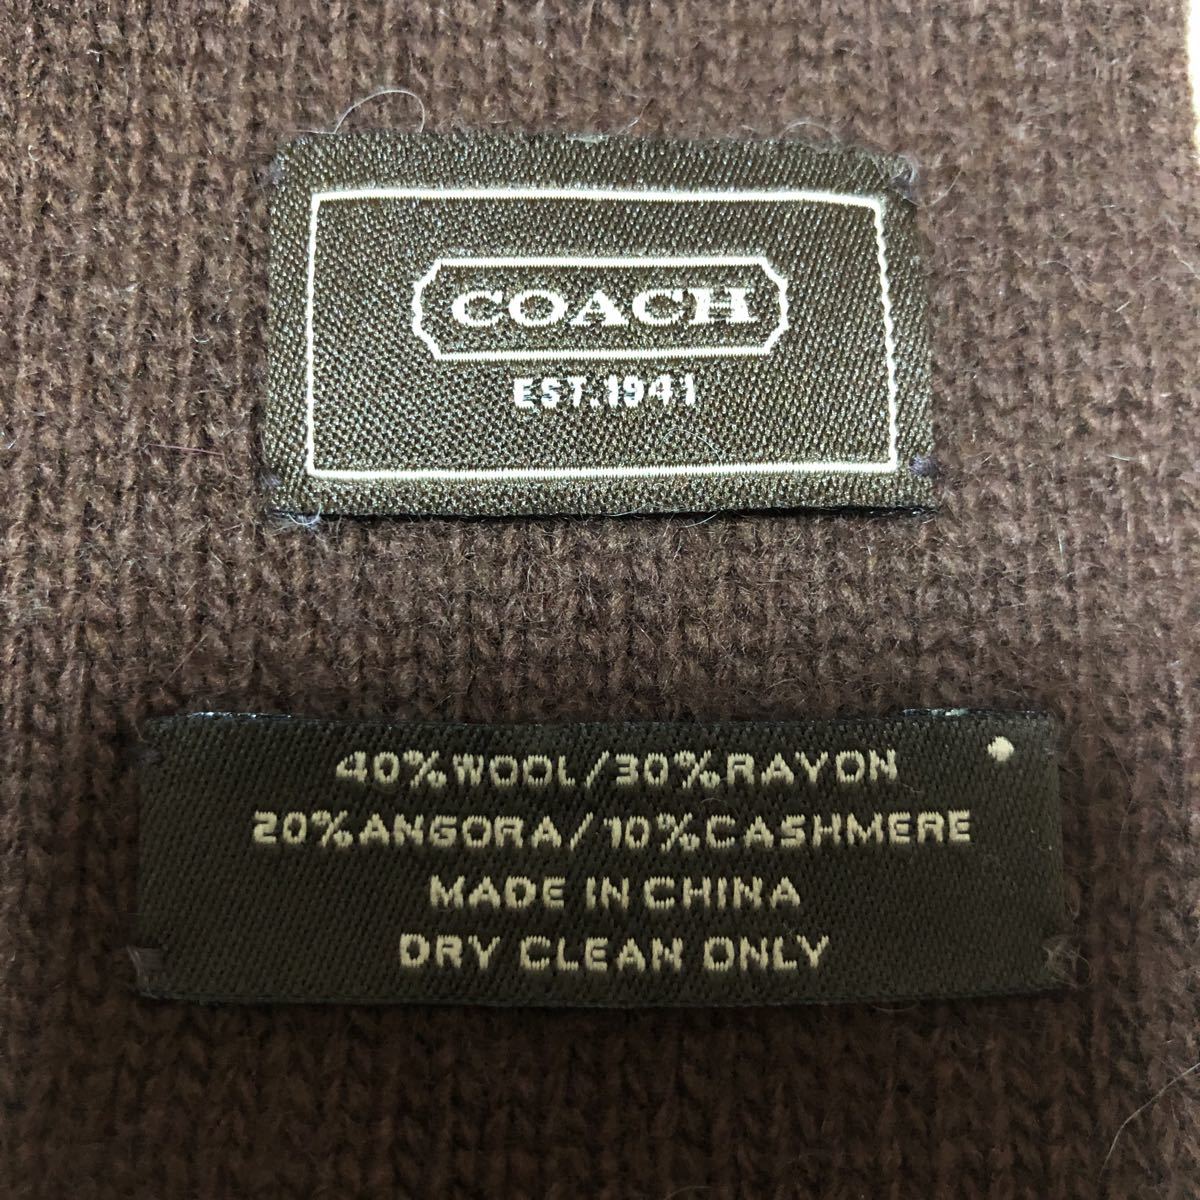 COACH
EST.1941
40%WOOL/30%RAYON
20%ANGORA/10%CASHMERE
MADE IN CHINA
DRY CLEAN ONLY